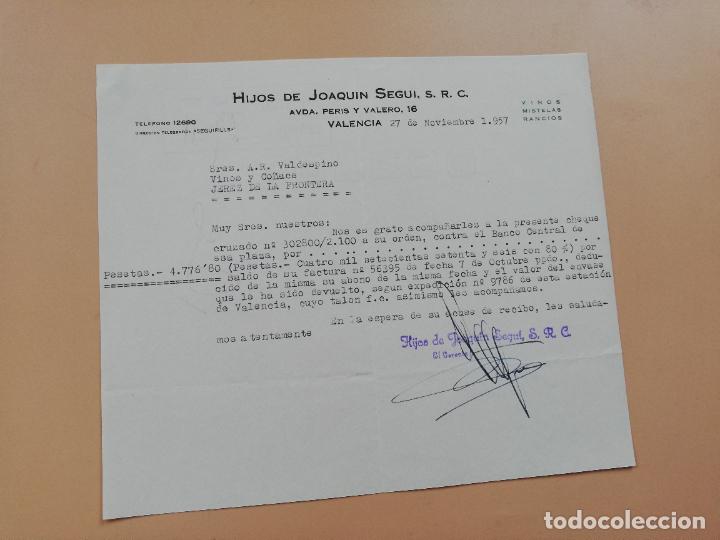 HIJOS DE JOAQUIN SEGUI, S. R. C.
AVDA. PERIS Y VALERO, 16
TELEFONO 12690
DIRECCION TELEGRAFICA
VALENCIA 27 de Noviembre 1.957
VINOS
MISTELAS
RANCIOS
Sres. A.R. Valdespino
Vinos y Coñacs
JEREZ DE LA FRONTERA
= = = = = = = = = = = = =
Muy Sres. nuestros:
Nos es grato acompañarles a la presente cheque
cruzado nº 302800/2.100 a su orden, contra el Banco Central de
esa plaza, por . . . . . . . . . . . . . . . . . . . . . .
Pesetas.- 4.776'80 (Pesetas.- Cuatro mil setecientas setenta y seis con 80 %) por
================= saldo de su factura nº 56395 de fecha 7 de Octubre ppdo., dedu-
cido de la misma su abono de la misma fecha y el valor del envase
que le ha sido devuelto, segun expedición nº 9786 de esta estación
de Valencia, cuyo talon f.c. asimismo les acompañamos.
En la espera de su acuse de recibo, les saluda-
mos atentamente
Hijos de Joaquin Segui, S. R. C.
El Gerente
todocoleccion